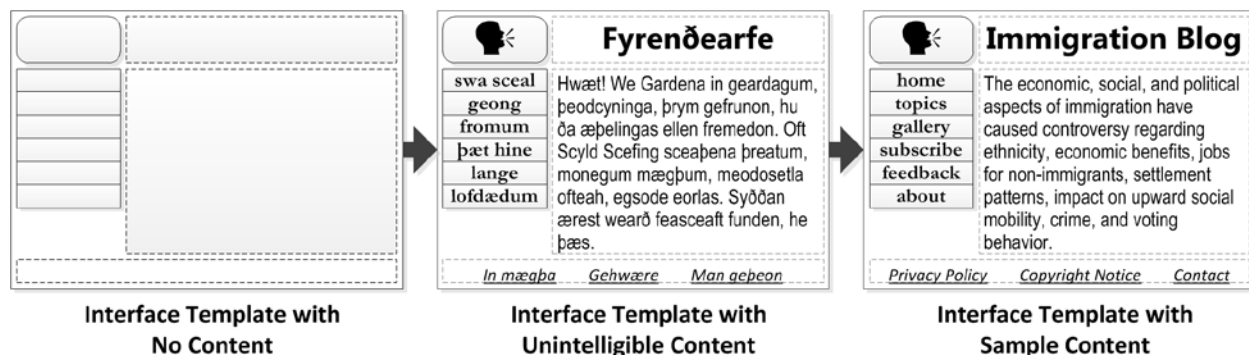 Fyrenðearfe
swa sceal
geong
fromum
þæt hine
lange
lofdædum
Hwæt! We Gardena in geardagum,
þeodcyninga, þrym gefrunon, hu
ða æþelingas ellen fremedon. Oft
Scyld Scefing sceaþena þreatum,
monegum mægþum, meodosetla
ofteah, egsode eorlas. Syððan
ærest wearð feasceaft funden, he
þæs.
In mægþa Gehwære Man geþeon
Immigration Blog
home
topics
gallery
subscribe
feedback
about
The economic, social, and political
aspects of immigration have
caused controversy regarding
ethnicity, economic benefits, jobs
for non-immigrants, settlement
patterns, impact on upward social
mobility, crime, and voting
behavior.
Privacy Policy Copyright Notice Contact
Interface Template with
No Content
Interface Template with
Unintelligible Content
Interface Template with
Sample Content